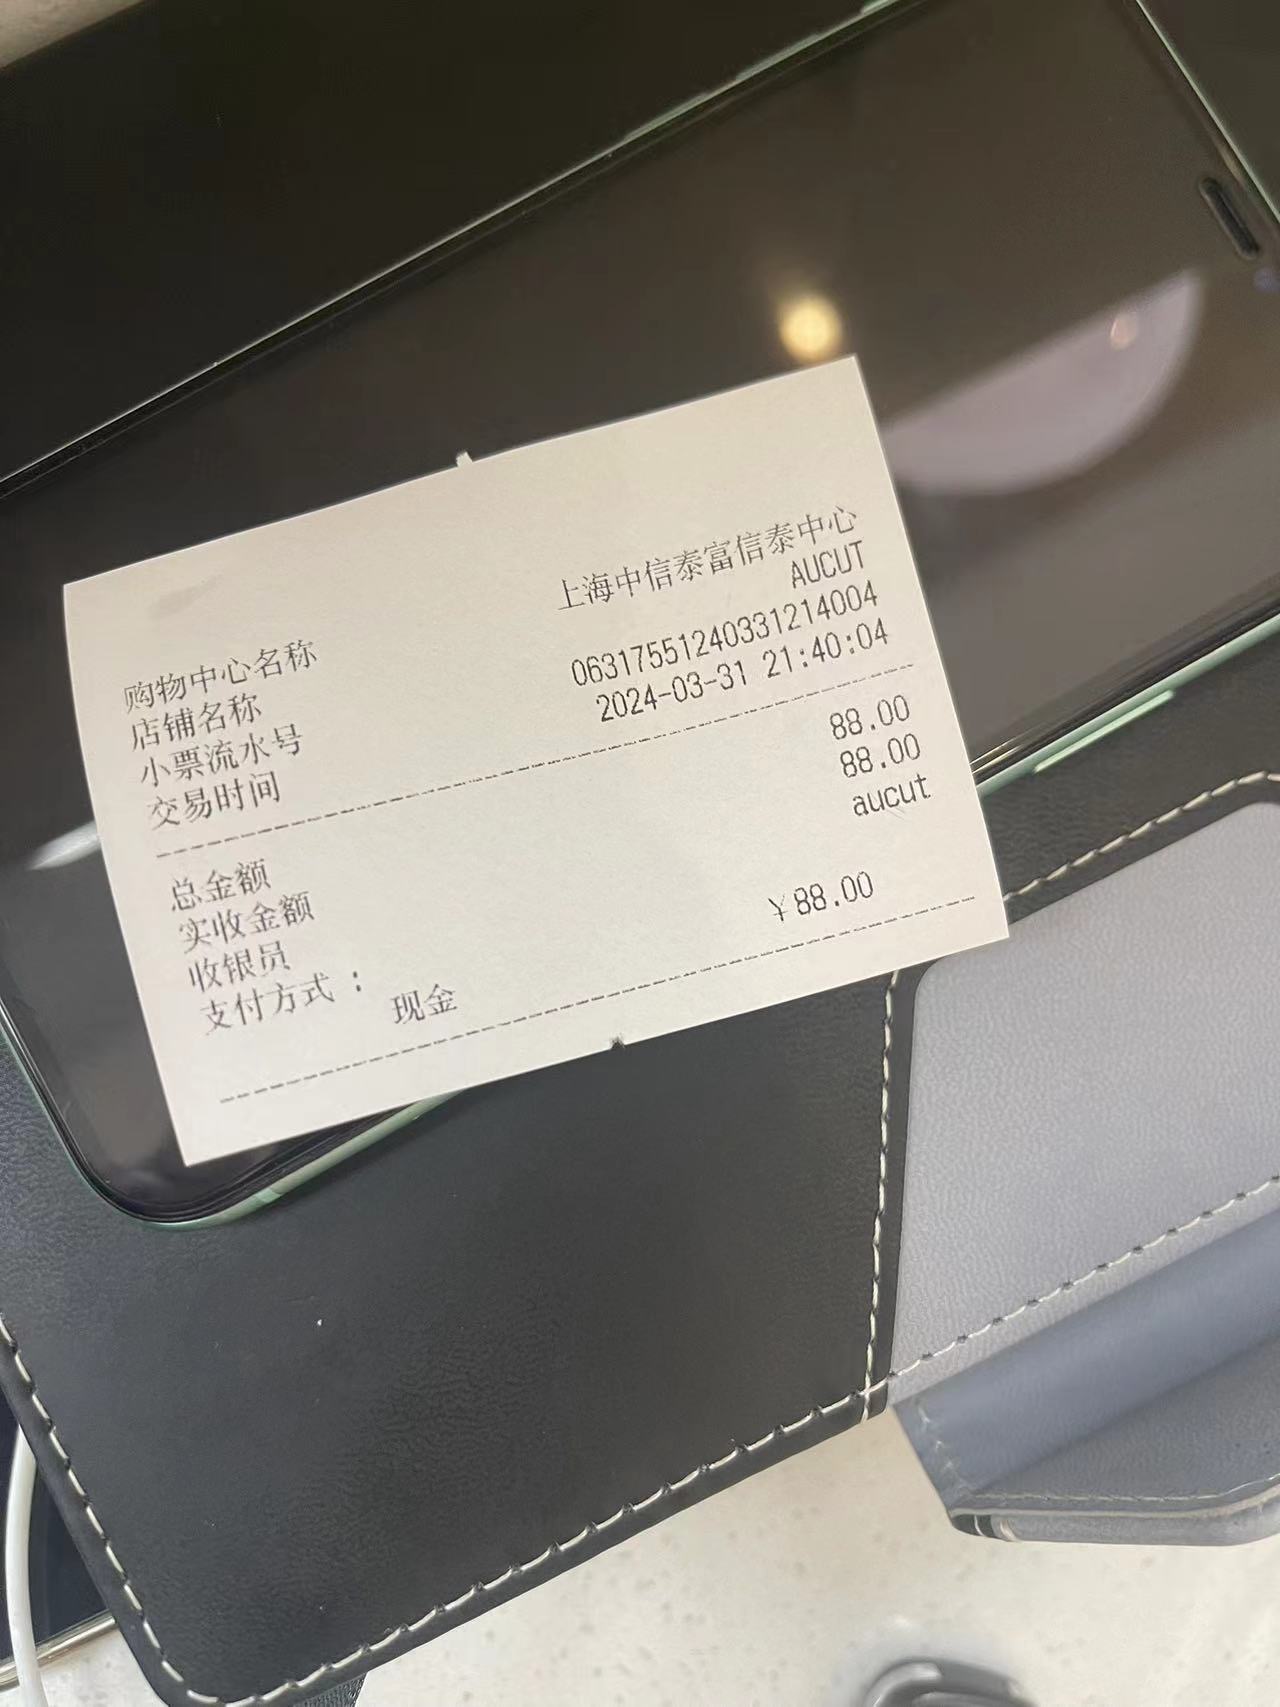 购物中心名称 上海中信泰富信泰中心
店铺名称 AUCUT
小票流水号 06317551240331214004
交易时间 2024-03-31 21:40:04
总金额 88.00
实收金额 88.00
收银员 aucut
支付方式：
现金 ¥88.00